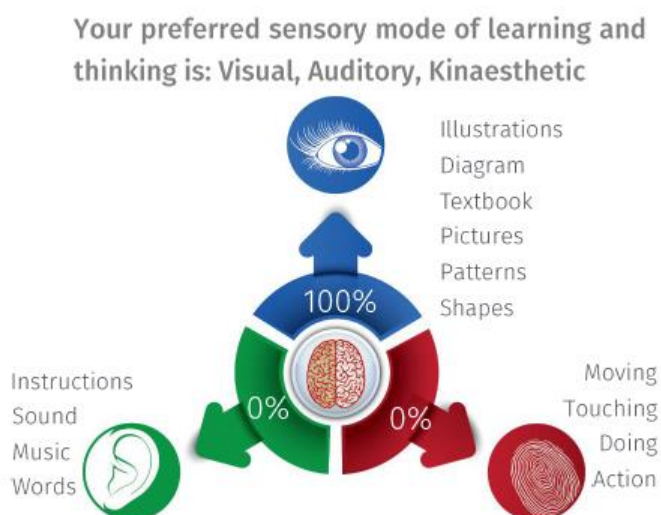 Your preferred sensory mode of learning and
thinking is: Visual, Auditory, Kinaesthetic
Illustrations
Diagram
Textbook
Pictures
Patterns
Shapes
100%
0%
0%
Instructions
Sound
Music
Words
Moving
Touching
Doing
Action